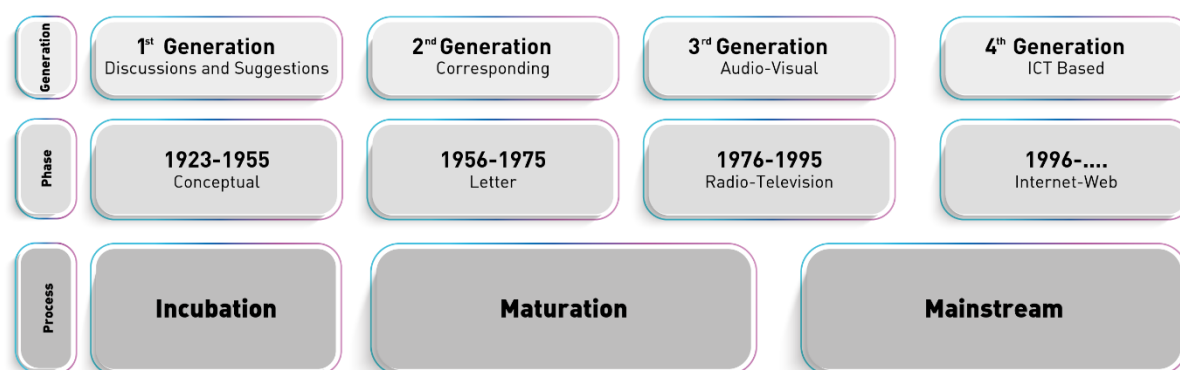 Generation
1st Generation
Discussions and Suggestions
2nd Generation
Corresponding
3rd Generation
Audio-Visual
4th Generation
ICT Based
Phase
1923-1955
Conceptual
1956-1975
Letter
1976-1995
Radio-Television
1996-....
Internet-Web
Process
Incubation
Maturation
Mainstream